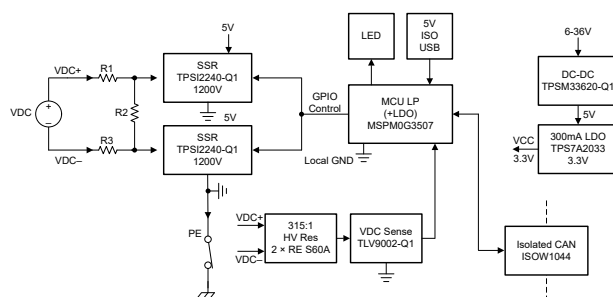 5V
LED
5V
ISO
USB
6-36V
VDC+
R1
SSR
TPSI2240-Q1
1200V
DC-DC
TPSM33620-Q1
VDC
R2
GPIO
Control
MCU LP
(+LDO)
MSPM0G3507
5V
5V
R3
VDC–
SSR
TPSI2240-Q1
1200V
Local GND
VCC
3.3V
300mA LDO
TPS7A2033
3.3V
PE
VDC+
VDC–
315:1
HV Res
2 × RE S60A
VDC Sense
TLV9002-Q1
Isolated CAN
ISOW1044